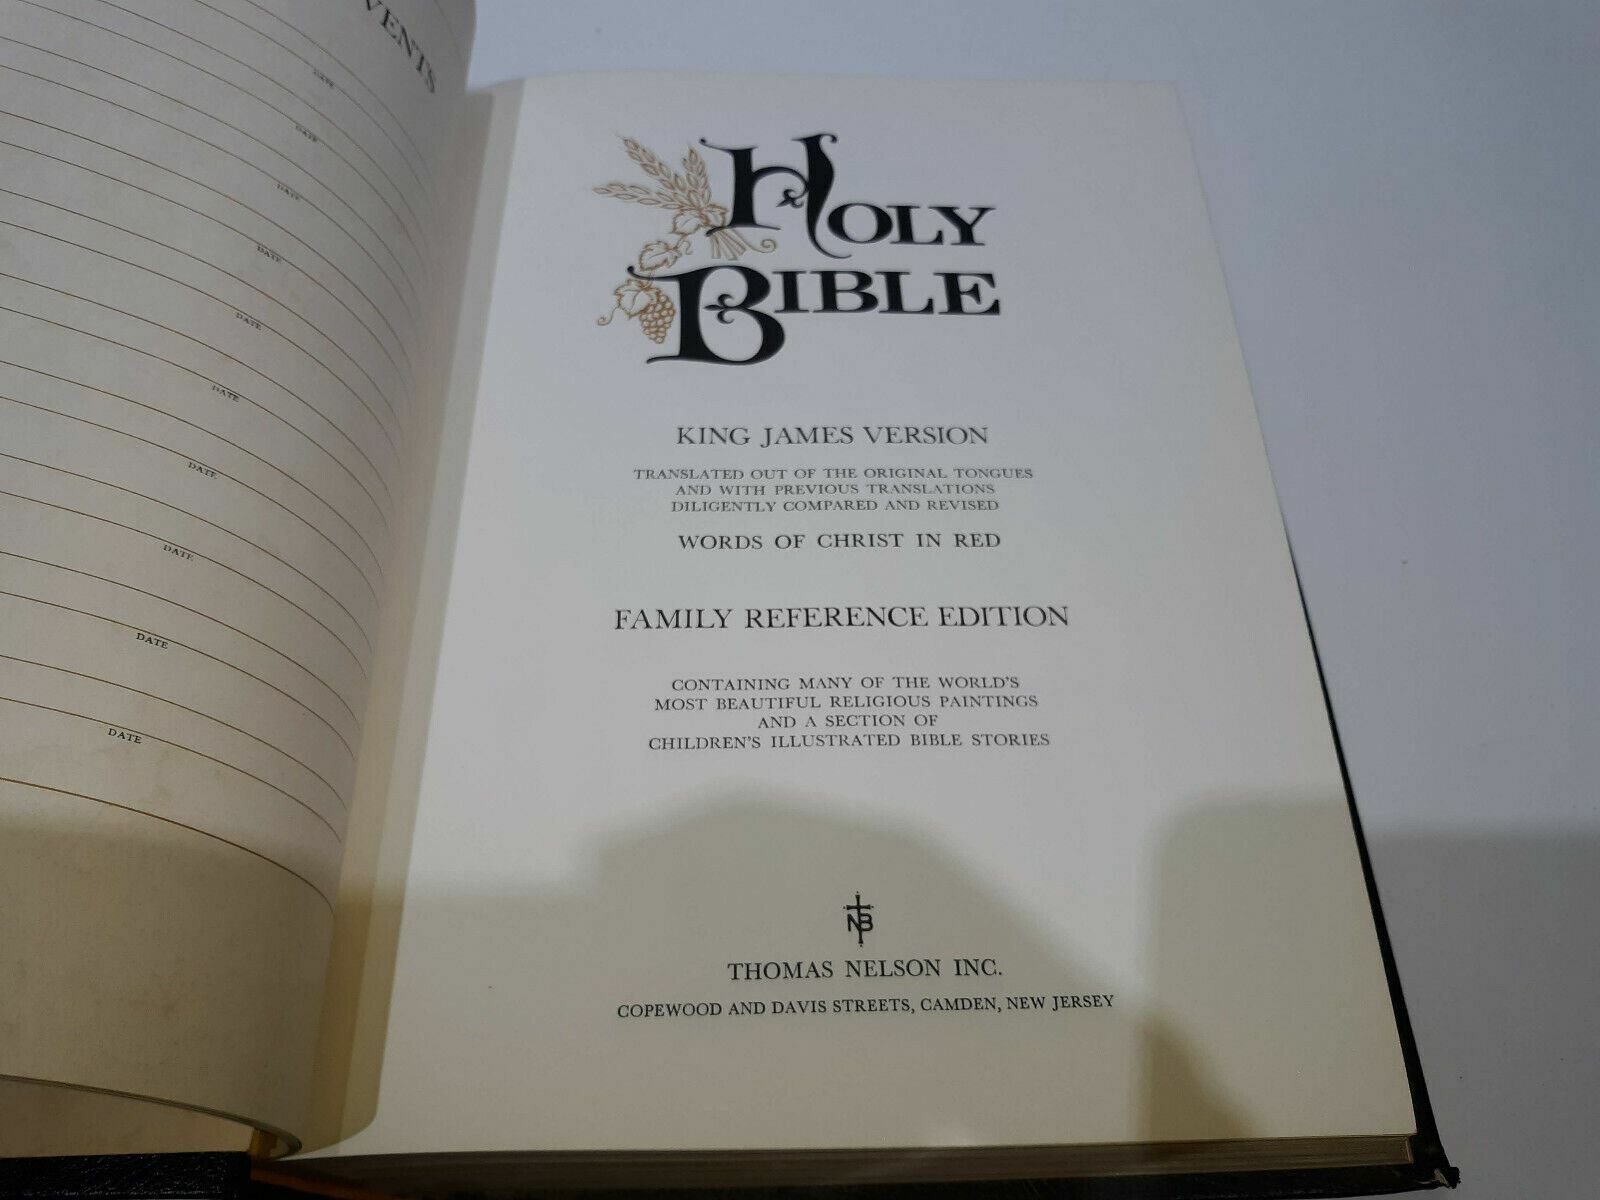 VENTS
DATE
DATE
DATE
DATE
DATE
DATE
DATE
DATE
DATE
DATE
HOLY
BIBLE
KING JAMES VERSION
TRANSLATED OUT OF THE ORIGINAL TONGUES
AND WITH PREVIOUS TRANSLATIONS
DILIGENTLY COMPARED AND REVISED
WORDS OF CHRIST IN RED
FAMILY REFERENCE EDITION
CONTAINING MANY OF THE WORLD'S
MOST BEAUTIFUL RELIGIOUS PAINTINGS
AND A SECTION OF
CHILDREN'S ILLUSTRATED BIBLE STORIES
NB
THOMAS NELSON INC.
COPEWOOD AND DAVIS STREETS, CAMDEN, NEW JERSEY